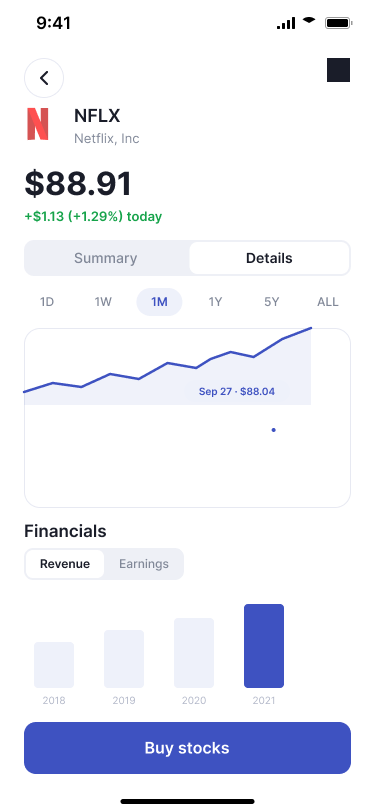 9:41
NFLX
Netflix, Inc
$88.91
+$1.13 (+1.29%) today
Summary Details
1D 1W 1M 1Y 5Y ALL
Sep 27 · $88.04
Financials
Revenue Earnings
2018 2019 2020 2021
Buy stocks